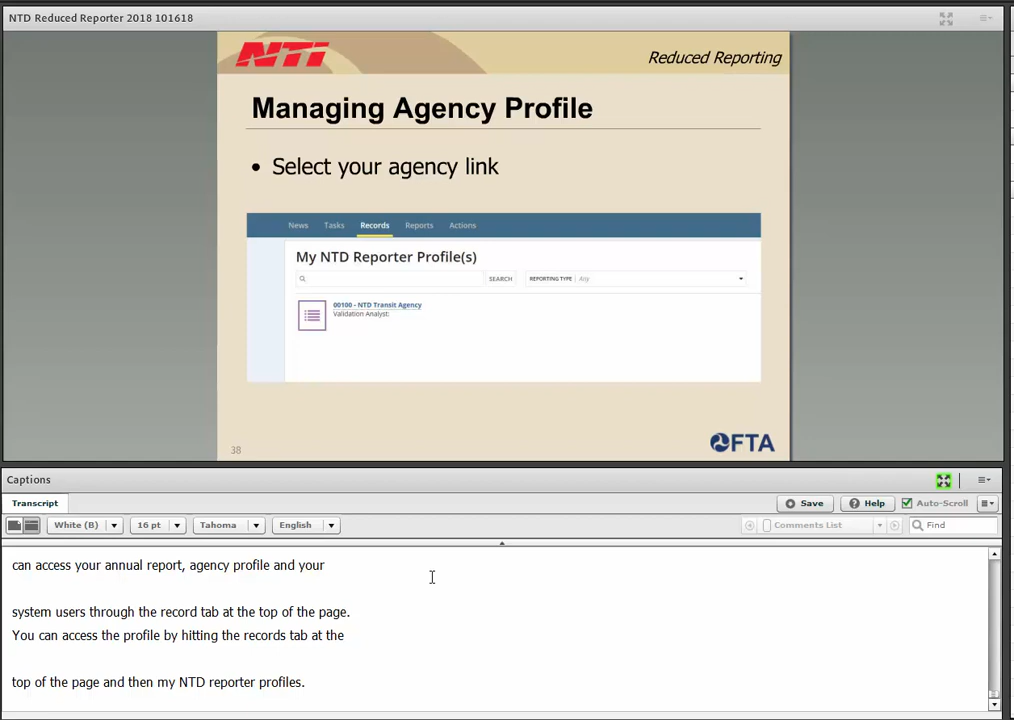 NTD Reduced Reporter 2018 101618
NTI
Reduced Reporting
Managing Agency Profile
• Select your agency link
News Tasks Records Reports Actions
My NTD Reporter Profile(s)
SEARCH REPORTING TYPE Any
00100 - NTD Transit Agency
Validation Analyst:
38
FTA
Captions
Transcript
Save Help Auto-Scroll
White (B) 16 pt Tahoma English Comments List Find
can access your annual report, agency profile and your
system users through the record tab at the top of the page.
You can access the profile by hitting the records tab at the
top of the page and then my NTD reporter profiles.